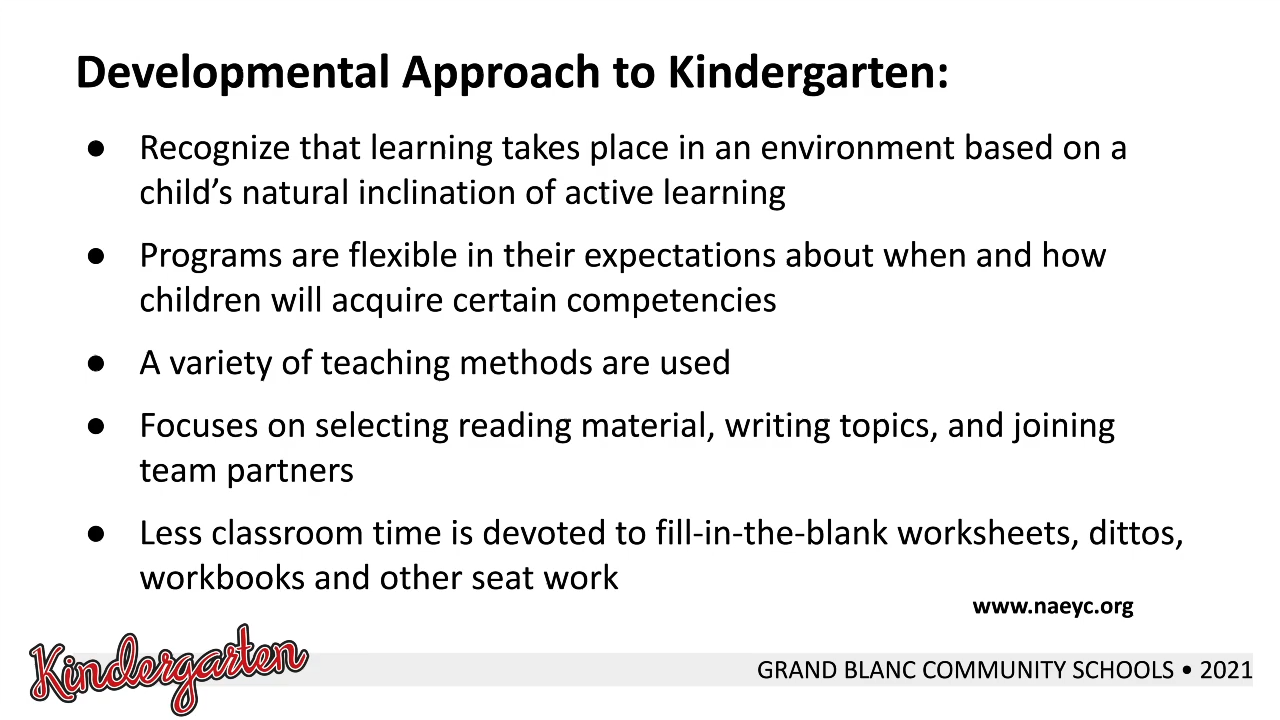 Developmental Approach to Kindergarten:
● Recognize that learning takes place in an environment based on a
child’s natural inclination of active learning
● Programs are flexible in their expectations about when and how
children will acquire certain competencies
● A variety of teaching methods are used
● Focuses on selecting reading material, writing topics, and joining
team partners
● Less classroom time is devoted to fill-in-the-blank worksheets, dittos,
workbooks and other seat work
www.naeyc.org
Kindergarten
GRAND BLANC COMMUNITY SCHOOLS • 2021